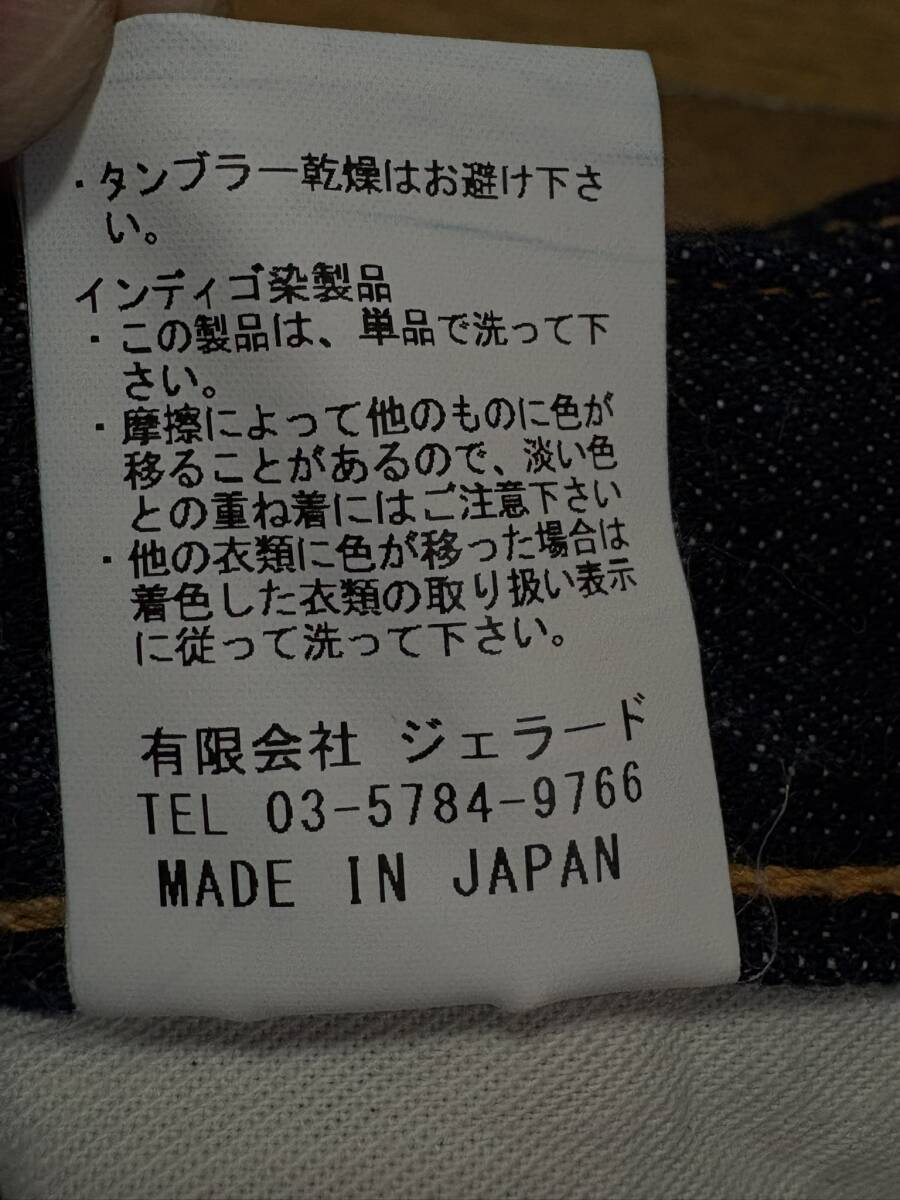 ・タンブラー乾燥はお避け下さ
い。
インディゴ染製品
・この製品は、単品で洗って下
さい。
・摩擦によって他のものに色が
移ることがあるので、淡い色
との重ね着にはご注意下さい
・他の衣類に色が移った場合は
着色した衣類の取り扱い表示
に従って洗って下さい。
有限会社 ジェラード
TEL 03-5784-9766
MADE IN JAPAN